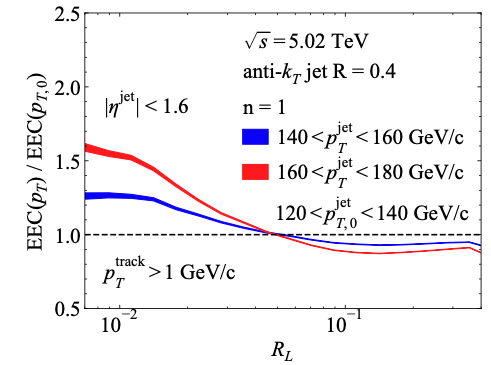 2.5
2.0
1.5
1.0
0.5
EEC(p_T) / EEC(p_{T,0})
√s = 5.02 TeV
anti-k_T jet R = 0.4
|η^{jet}| < 1.6
n = 1
140 < p_T^{jet} < 160 GeV/c
160 < p_T^{jet} < 180 GeV/c
120 < p_{T,0}^{jet} < 140 GeV/c
p_T^{track} > 1 GeV/c
10^{−2}
10^{−1}
R_L